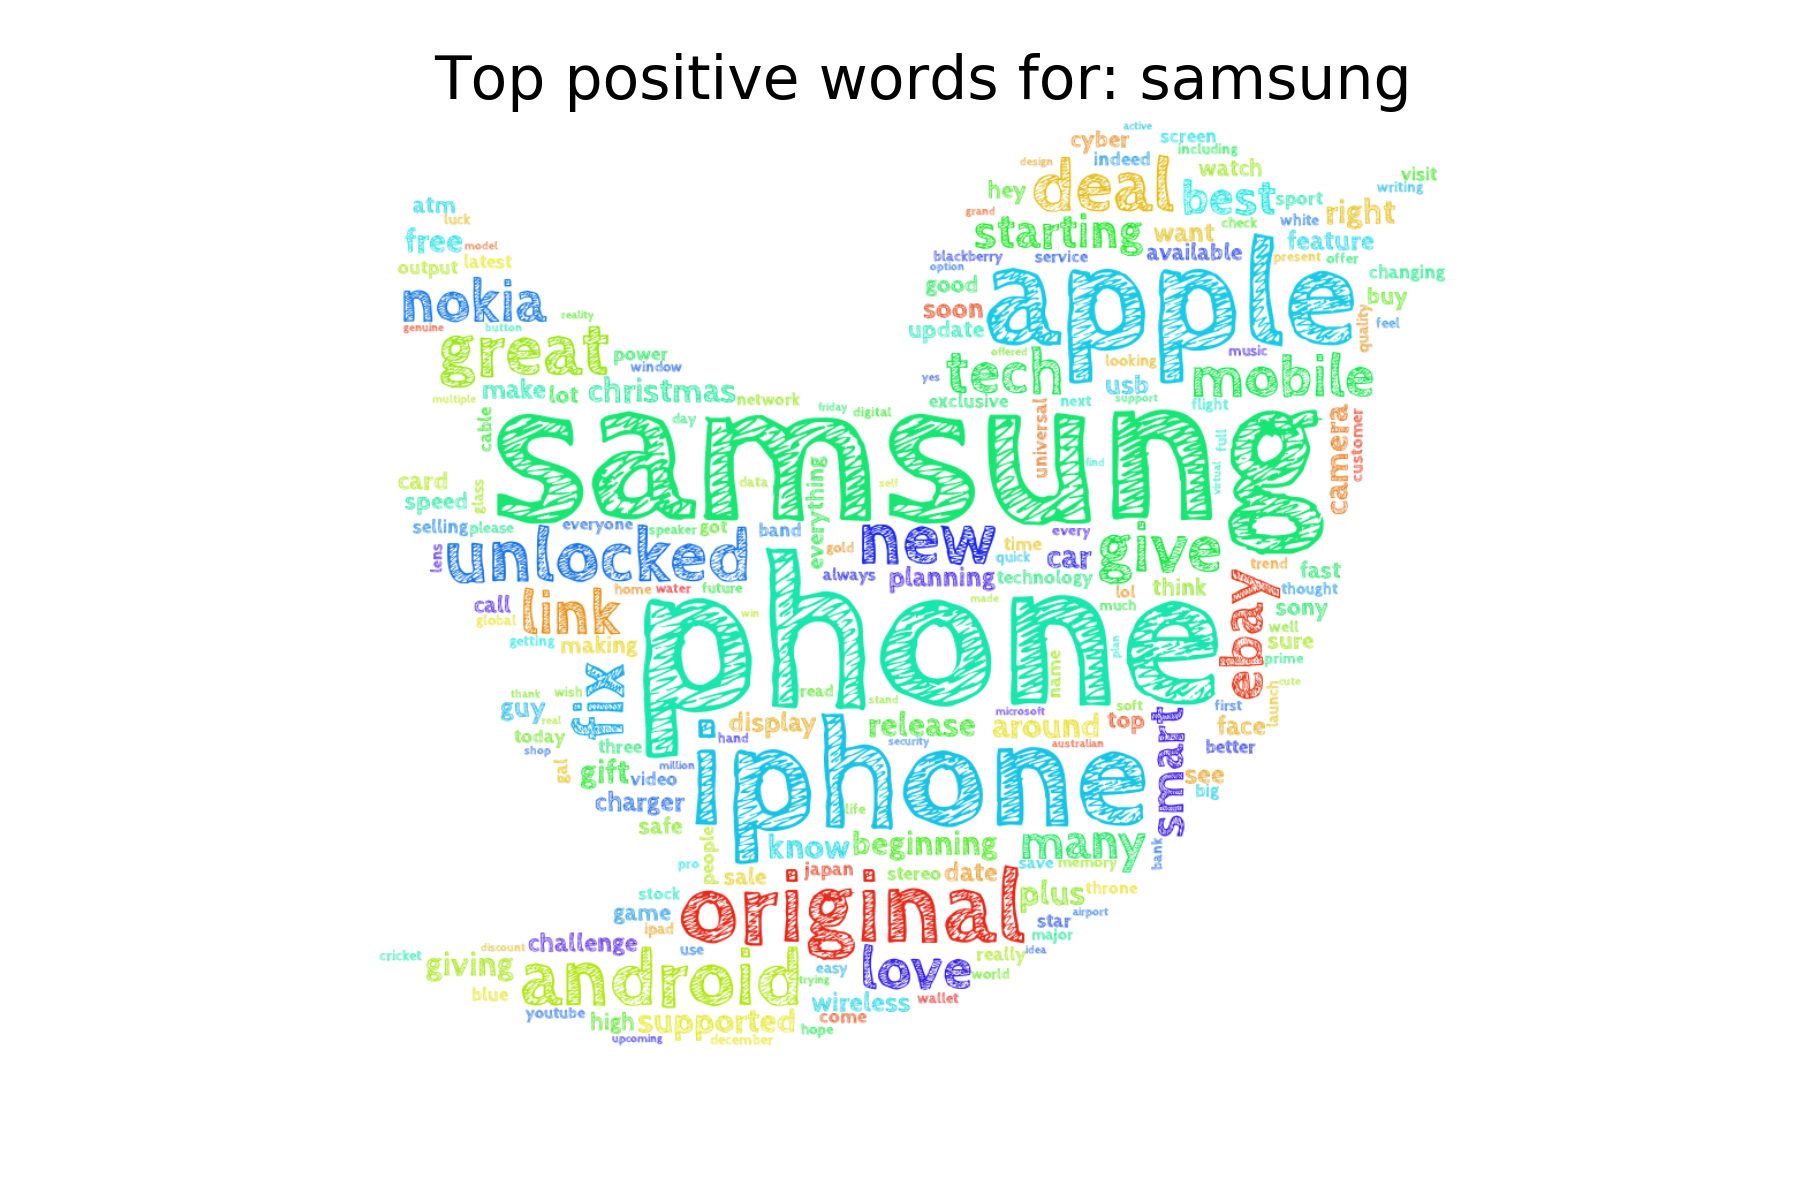 Top positive words for: samsung
active
cyber screen
including
design indeed deal watch
visit
hey best sport writing
atm right
luck grand white
starting want check
free model feature
blackberry service available present offer
output latest option changing
apple
nokia good buy
soon
genuine button reality update quality feel
great power tech offered looking music
window yes usb mobile
make lot christmas network exclusive next support flight
multiple friday digital
cable day universal camera customer
samsung
full
find
virtual
card glass data everything self
speed
selling please everyone speaker got band new every
unlocked gold time give trend
lens quick car fast
always planning technology
home water future lol think thought
call link made much ebay sony
global win well
getting making plan sure
phone prime
fix name cute
thank wish read launch
guy real stand soft first
microsoft
today display release around top smart face
shop three hand security australian better
gal gift video million see
iphone
charger life big
safe people know beginning many bank
pro sale japan stereo date save memory
stock original plus throne
game star airport
ipad major
challenge use idea
cricket discount love really
giving android easy world
blue trying wireless wallet
youtube high supported come
upcoming december hope